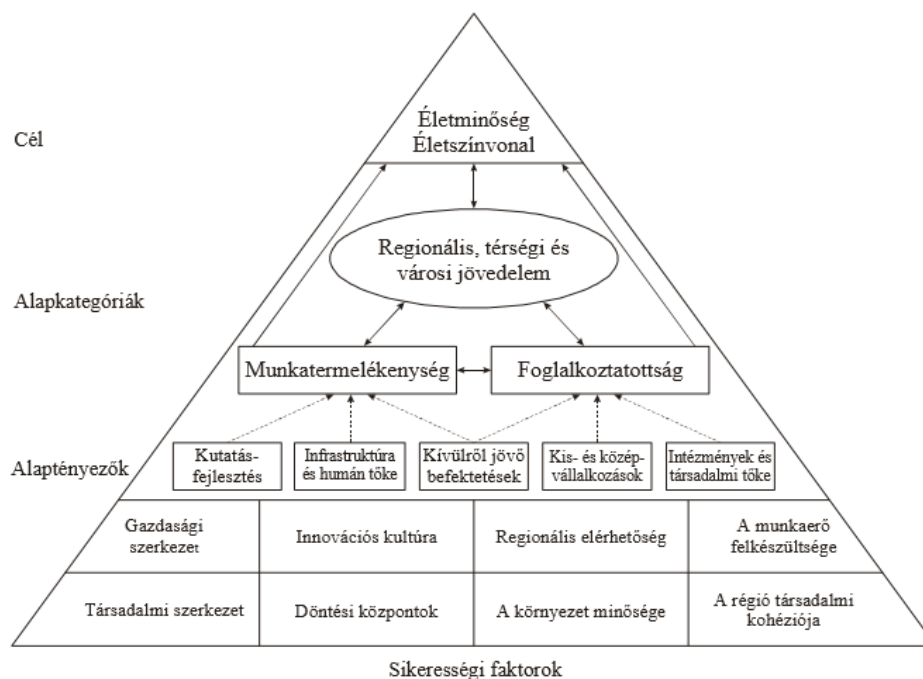 Életminőség
Életszínvonal
Cél
Regionális, térségi és
városi jövedelem
Alapkategóriák
Munkatermelékenység
Foglalkoztatottság
Alaptényezők
Kutatás-
fejlesztés
Infrastruktúra
és humán tőke
Kívülről jövő
befektetések
Kis- és közép-
vállalkozások
Intézmények és
társadalmi tőke
Gazdasági
szerkezet
Innovációs kultúra
Regionális elérhetőség
A munkaerő
felkészültsége
Társadalmi szerkezet
Döntési központok
A környezet minősége
A régió társadalmi
kohéziója
Sikerességi faktorok